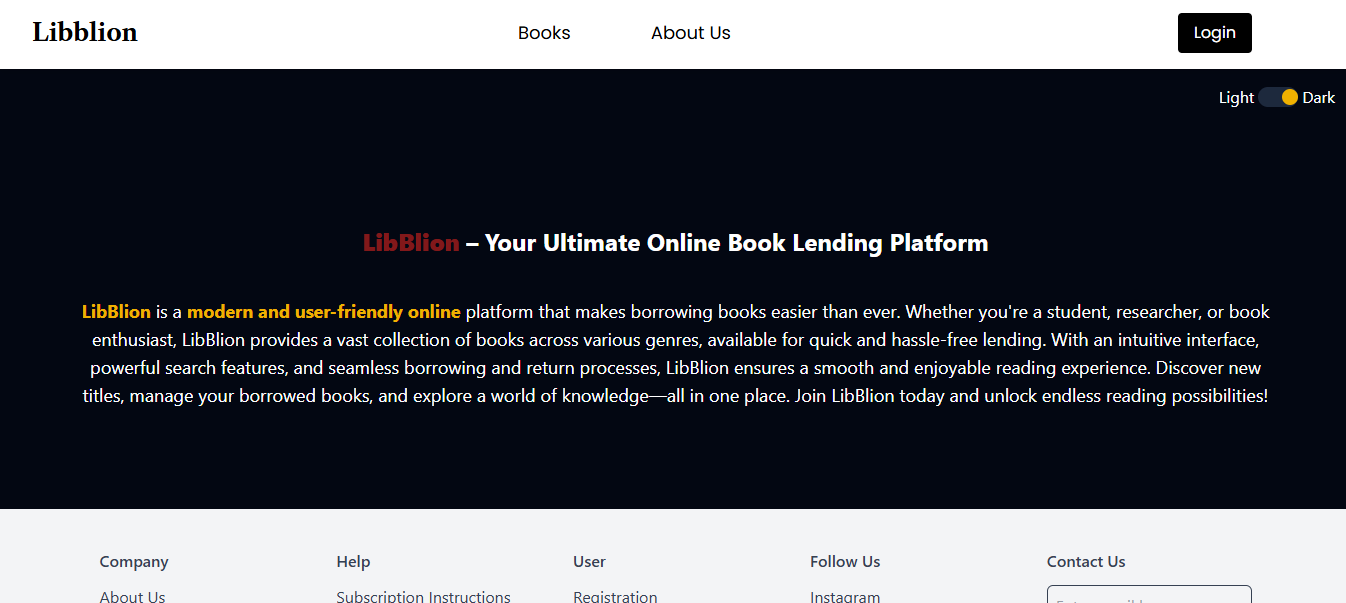 Libblion
Books
About Us
Login
Light
Dark
LibBlion – Your Ultimate Online Book Lending Platform
LibBlion is a modern and user-friendly online platform that makes borrowing books easier than ever. Whether you're a student, researcher, or book
enthusiast, LibBlion provides a vast collection of books across various genres, available for quick and hassle-free lending. With an intuitive interface,
powerful search features, and seamless borrowing and return processes, LibBlion ensures a smooth and enjoyable reading experience. Discover new
titles, manage your borrowed books, and explore a world of knowledge—all in one place. Join LibBlion today and unlock endless reading possibilities!
Company
Help
User
Follow Us
Contact Us
About Us
Subscription Instructions
Registration
Instagram